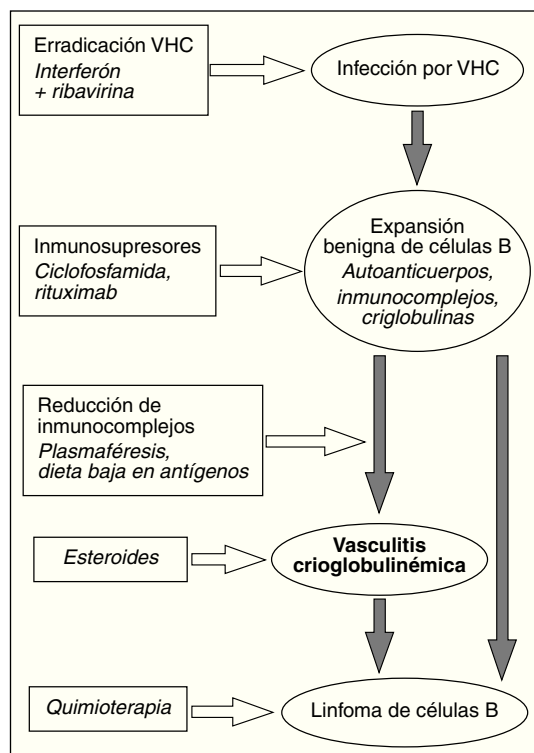 Erradicación VHC
Interferón
+ ribavirina
Infección por VHC
Inmunosupresores
Ciclofosfamida,
rituximab
Expansión
benigna de células B
Autoanticuerpos,
inmunocomplejos,
criglobulinas
Reducción de
inmunocomplejos
Plasmaféresis,
dieta baja en antígenos
Esteroides
Vasculitis
crioglobulinémica
Quimioterapia
Linfoma de células B